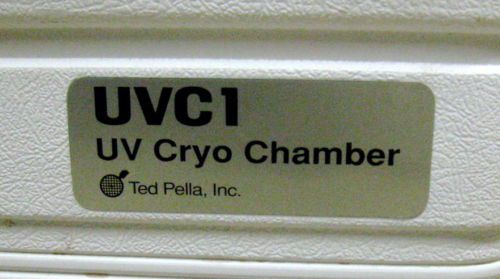 UVC1
UV Cryo Chamber
Ted Pella, Inc.